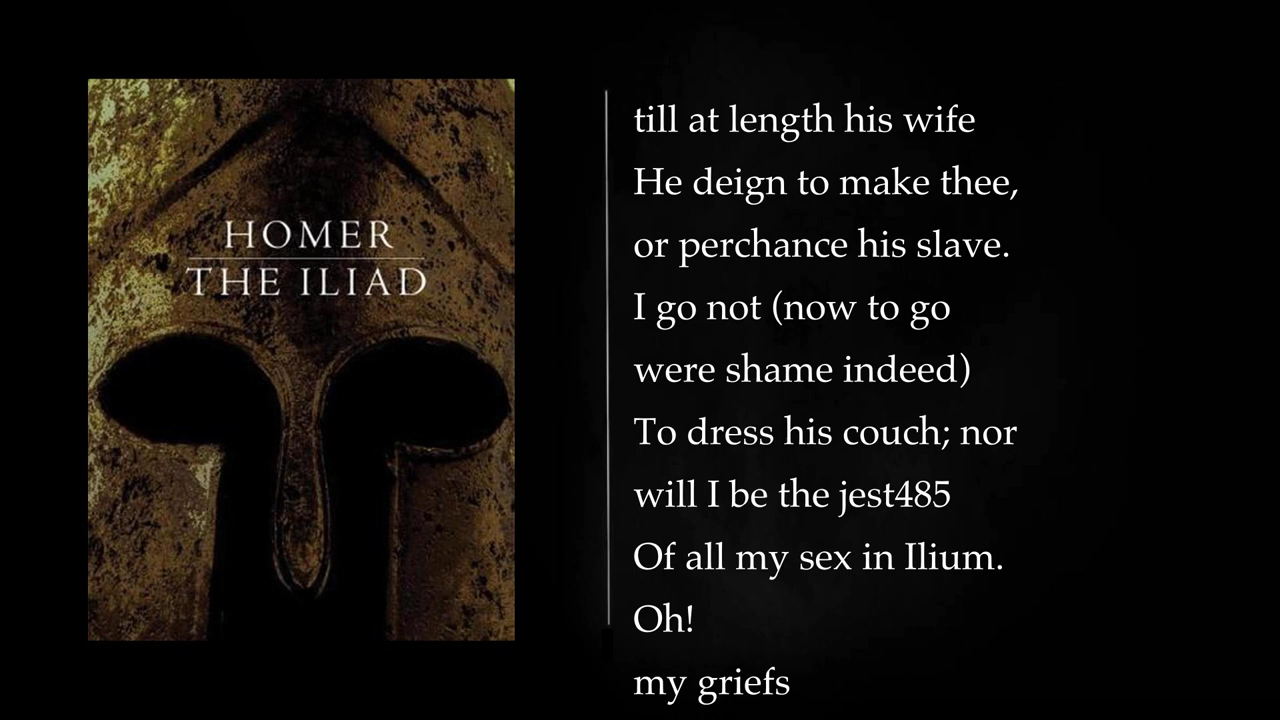 HOMER
THE ILIAD
till at length his wife
He deign to make thee,
or perchance his slave.
I go not (now to go
were shame indeed)
To dress his couch; nor
will I be the jest485
Of all my sex in Ilium.
Oh!
my griefs